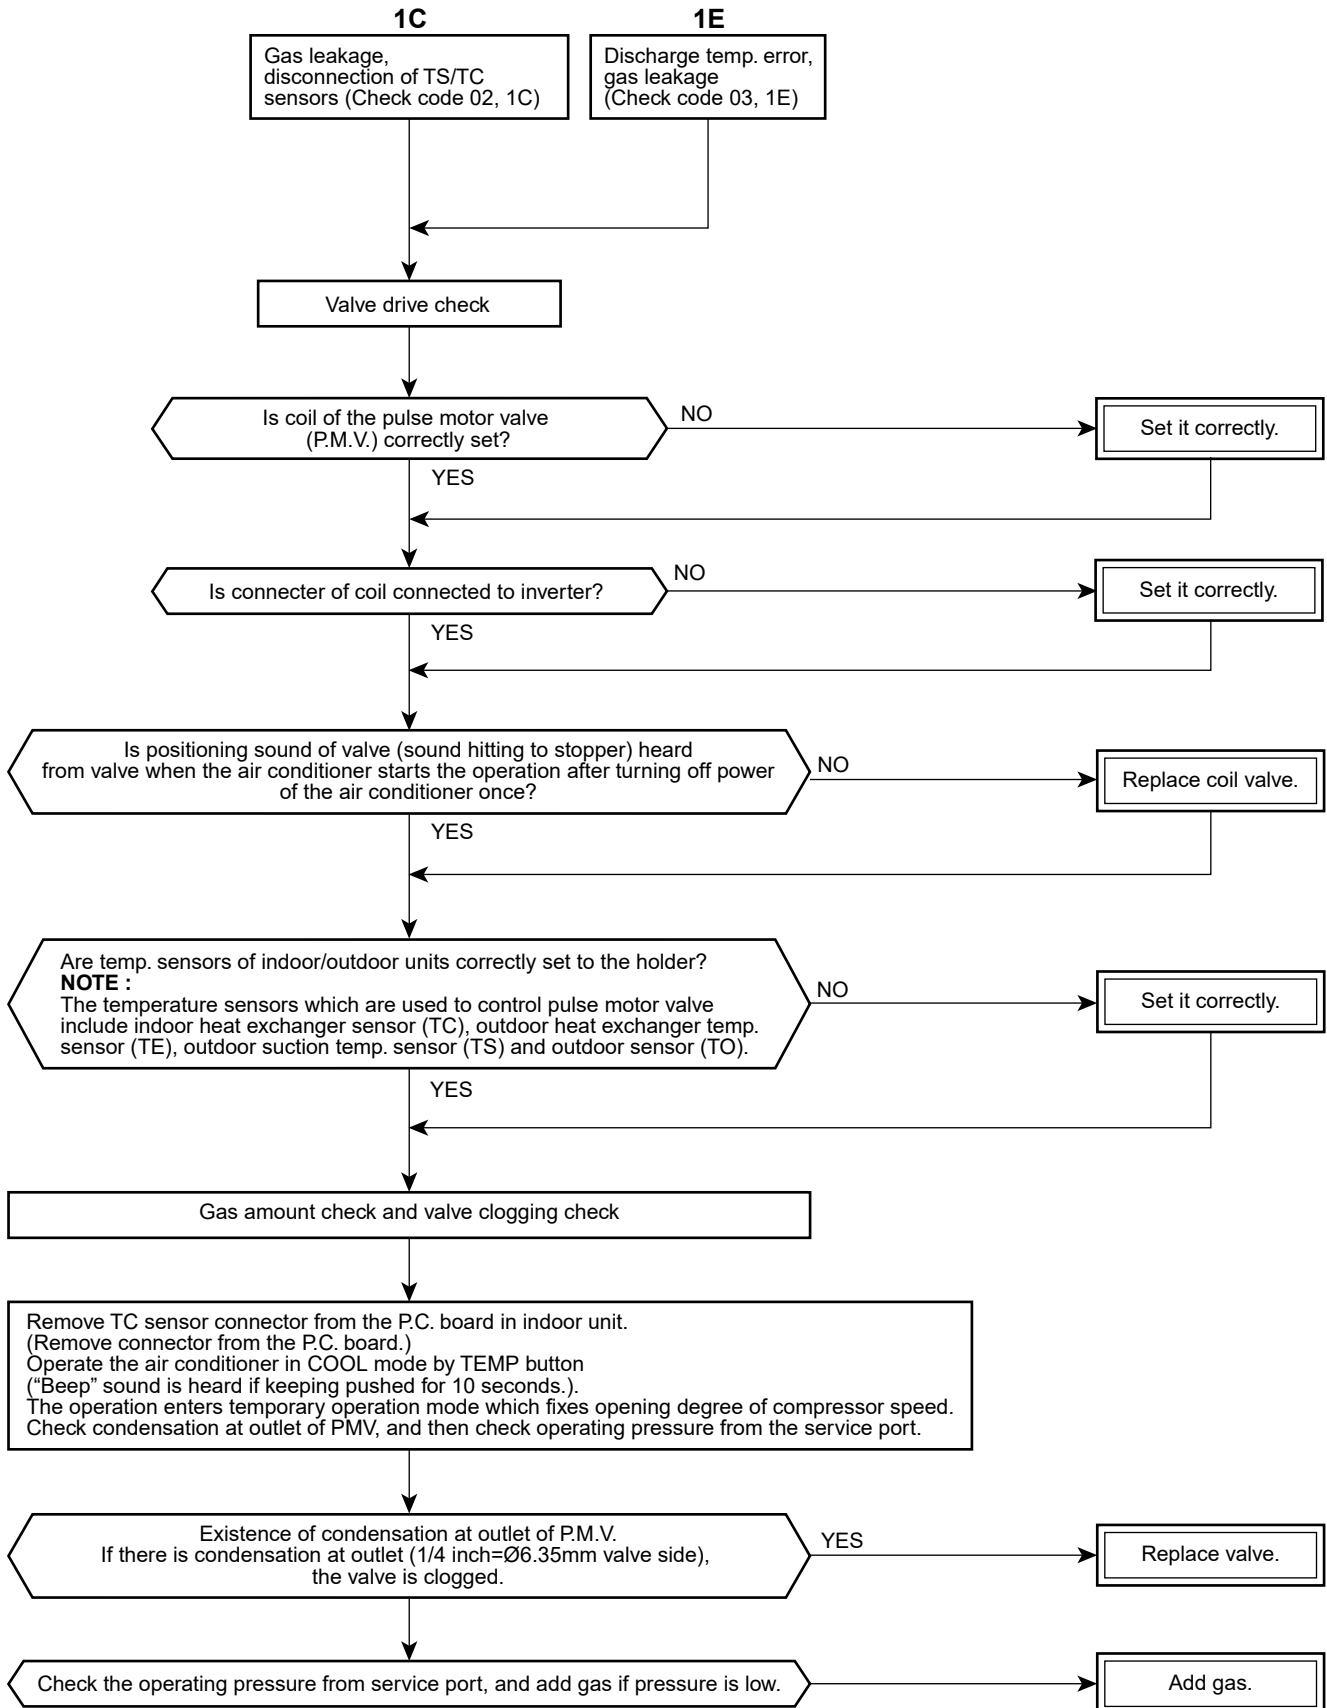 1C
Gas leakage,
disconnection of TS/TC
sensors (Check code 02, 1C)
1E
Discharge temp. error,
gas leakage
(Check code 03, 1E)
Valve drive check
Is coil of the pulse motor valve
(P.M.V.) correctly set?
NO
Set it correctly.
YES
Is connecter of coil connected to inverter?
NO
Set it correctly.
YES
Is positioning sound of valve (sound hitting to stopper) heard
from valve when the air conditioner starts the operation after turning off power
of the air conditioner once?
NO
Replace coil valve.
YES
Are temp. sensors of indoor/outdoor units correctly set to the holder?
NOTE :
The temperature sensors which are used to control pulse motor valve
include indoor heat exchanger sensor (TC), outdoor heat exchanger temp.
sensor (TE), outdoor suction temp. sensor (TS) and outdoor sensor (TO).
NO
Set it correctly.
YES
Gas amount check and valve clogging check
Remove TC sensor connector from the P.C. board in indoor unit.
(Remove connector from the P.C. board.)
Operate the air conditioner in COOL mode by TEMP button
(“Beep” sound is heard if keeping pushed for 10 seconds.).
The operation enters temporary operation mode which fixes opening degree of compressor speed.
Check condensation at outlet of PMV, and then check operating pressure from the service port.
Existence of condensation at outlet of P.M.V.
If there is condensation at outlet (1/4 inch=Ø6.35mm valve side),
the valve is clogged.
YES
Replace valve.
Check the operating pressure from service port, and add gas if pressure is low.
Add gas.